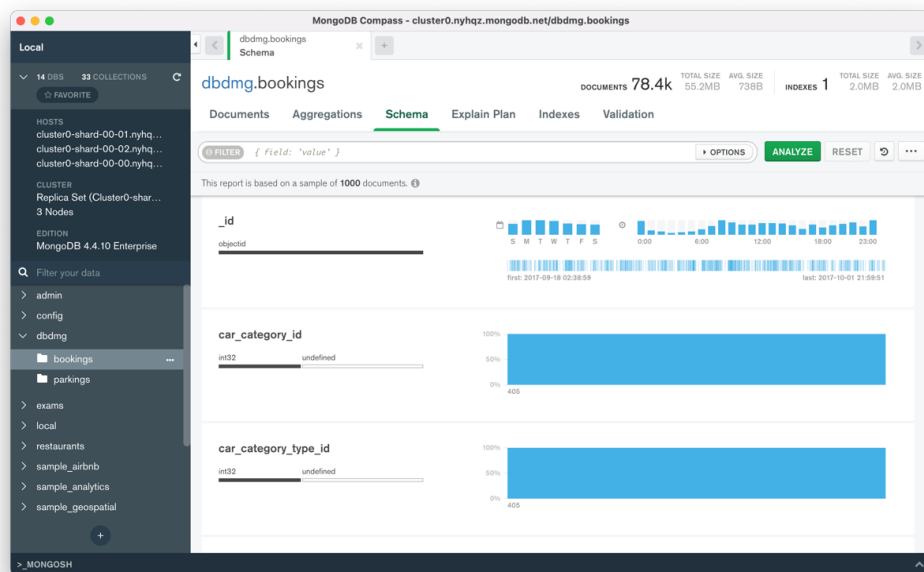 MongoDB Compass - cluster0.nyhqz.mongodb.net/dbdmg.bookings
Local
14 DBS 33 COLLECTIONS
FAVORITE
HOSTS
cluster0-shard-00-01.nyhq...
cluster0-shard-00-02.nyhq...
cluster0-shard-00-00.nyhq...
CLUSTER
Replica Set (Cluster0-shar...
3 Nodes
EDITION
MongoDB 4.4.10 Enterprise
Filter your data
admin
config
dbdmg
bookings
parkings
exams
local
restaurants
sample_airbnb
sample_analytics
sample_geospatial
dbdmg.bookings
Schema
dbdmg.bookings
DOCUMENTS 78.4k TOTAL SIZE 55.2MB AVG. SIZE 738B INDEXES 1 TOTAL SIZE 2.0MB AVG. SIZE 2.0MB
Documents Aggregations Schema Explain Plan Indexes Validation
FILTER { field: 'value' } OPTIONS ANALYZE RESET
This report is based on a sample of 1000 documents.
_id
objectid
S M T W T F S 0:00 6:00 12:00 18:00 23:00
first: 2017-09-18 02:38:59 last: 2017-10-01 21:59:51
car_category_id
int32 undefined
100%
50%
0%
405
car_category_type_id
int32 undefined
100%
50%
0%
405
>_MONGOSH